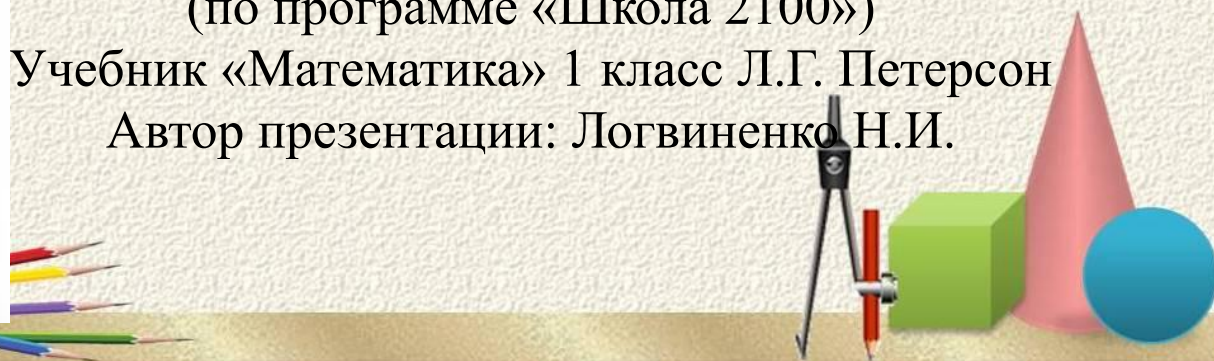 (по программе «Школа 2100»)
Учебник «Математика» 1 класс Л.Г. Петерсон
Автор презентации: Логвиненко Н.И.